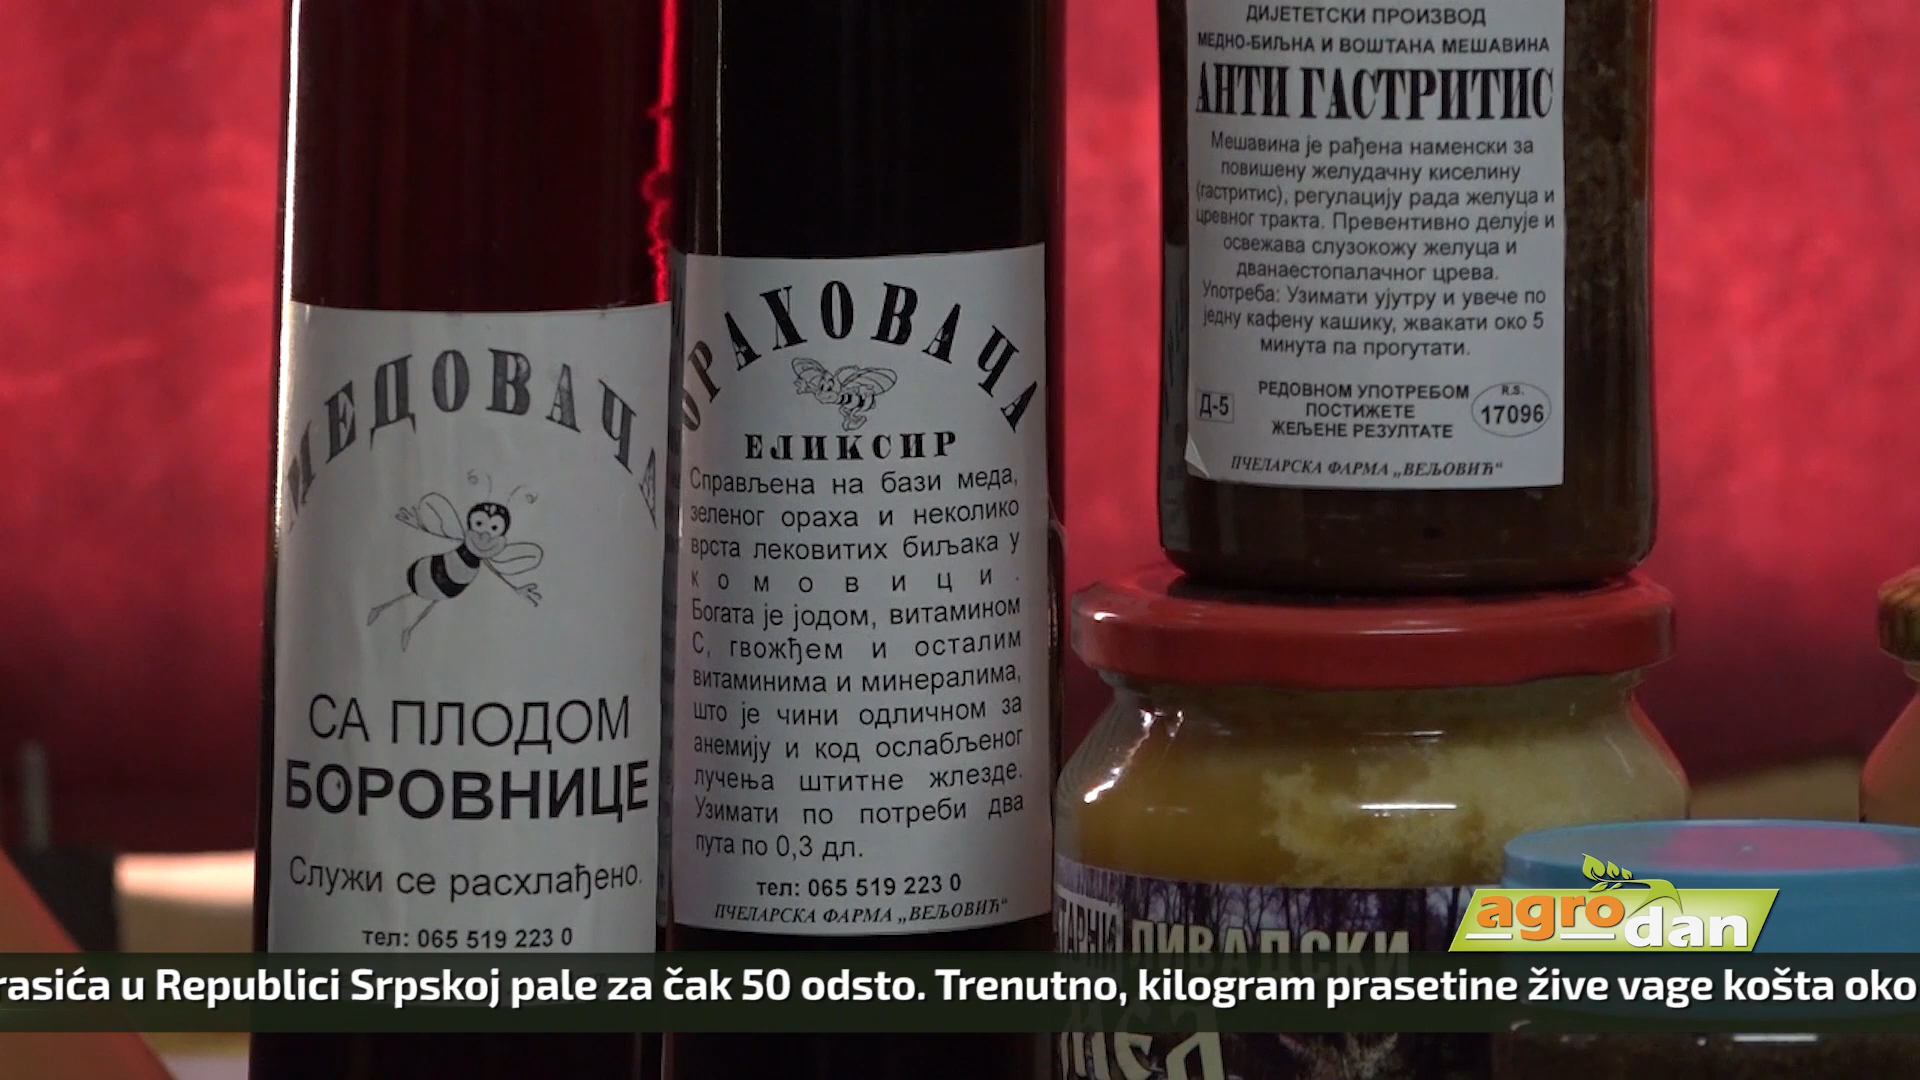 МЕДОВАЧА
СА ПЛОДОМ
БОРОВНИЦЕ
Служи се расхлађено.
тел: 065 519 223 0
ОРАХОВАЧА
ЕЛИКСИР
Справљена на бази меда,
зеленог ораха и неколико
врста лековитих биљака у
комовици.
Богата је јодом, витамином
С, гвожђем и осталим
витаминима и минералима,
што је чини одличном за
анемију и код ослабљеног
лучења штитне жлезде.
Узимати по потреби два
пута по 0,3 дл.
тел: 065 519 223 0
ПЧЕЛАРСКА ФАРМА „ВЕЉОВИЋ“
ДИЈЕТЕТСКИ ПРОИЗВОД
МЕДНО-БИЉНА И ВОШТАНА МЕШАВИНА
АНТИ ГАСТРИТИС
Мешавина је рађена наменски за
повишену желудачну киселину
(гастритис), регулацију рада желуца и
цревног тракта. Превентивно делује и
освежава слузокожу желуца и
дванаестопалачног црева.
Употреба: Узимати ујутру и увече по
једну кафену кашику, жвакати око 5
минута па прогутати.
Д-5
РЕДОВНОМ УПОТРЕБОМ
ПОСТИЖЕТЕ
ЖЕЉЕНЕ РЕЗУЛТАТЕ
R.S.
17096
ПЧЕЛАРСКА ФАРМА „ВЕЉОВИЋ“
ЛИВАДСКИ
agro
dan
rasića u Republici Srpskoj pale za čak 50 odsto. Trenutno, kilogram prasetine žive vage košta oko